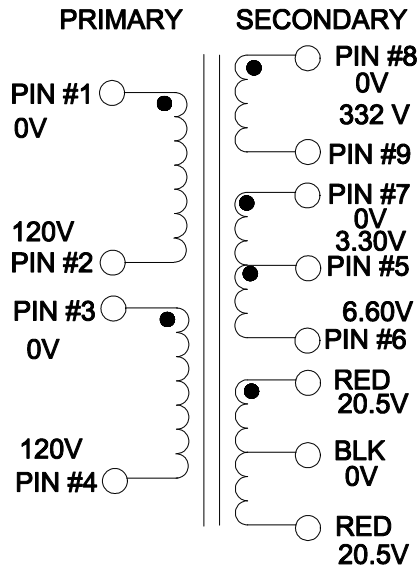 PRIMARY
SECONDARY
PIN #1
0V
120V
PIN #2
PIN #3
0V
120V
PIN #4
PIN #8
0V
332 V
PIN #9
PIN #7
0V
3.30V
PIN #5
6.60V
PIN #6
RED
20.5V
BLK
0V
RED
20.5V